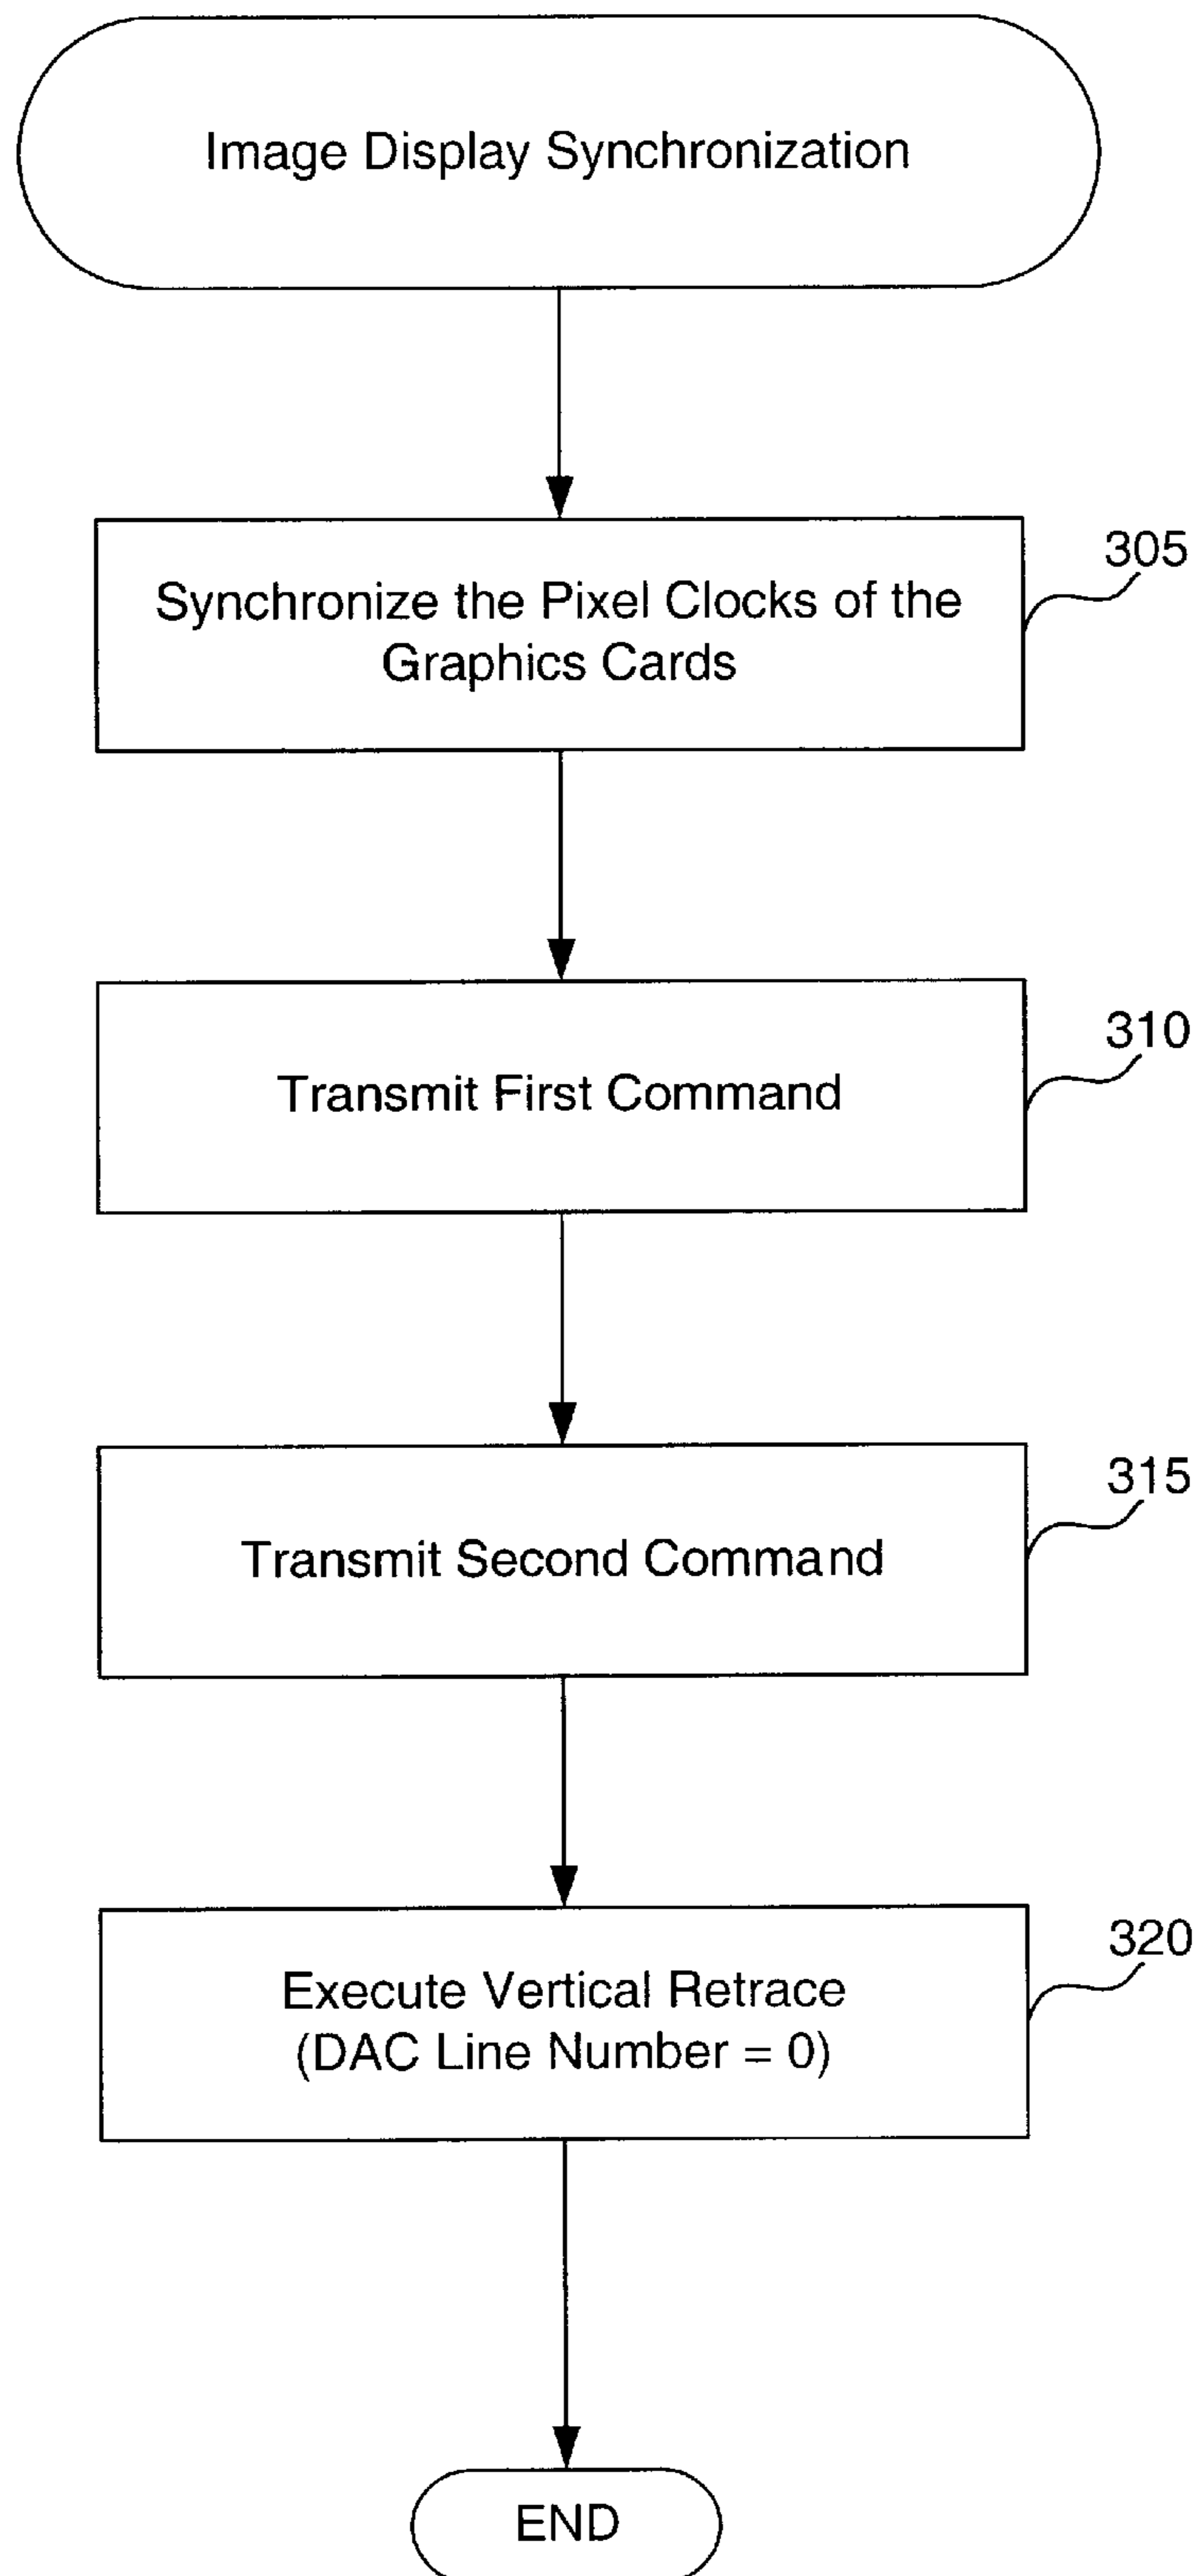 Image Display Synchronization
305
Synchronize the Pixel Clocks of the
Graphics Cards
310
Transmit First Command
315
Transmit Second Command
320
Execute Vertical Retrace
(DAC Line Number = 0)
END